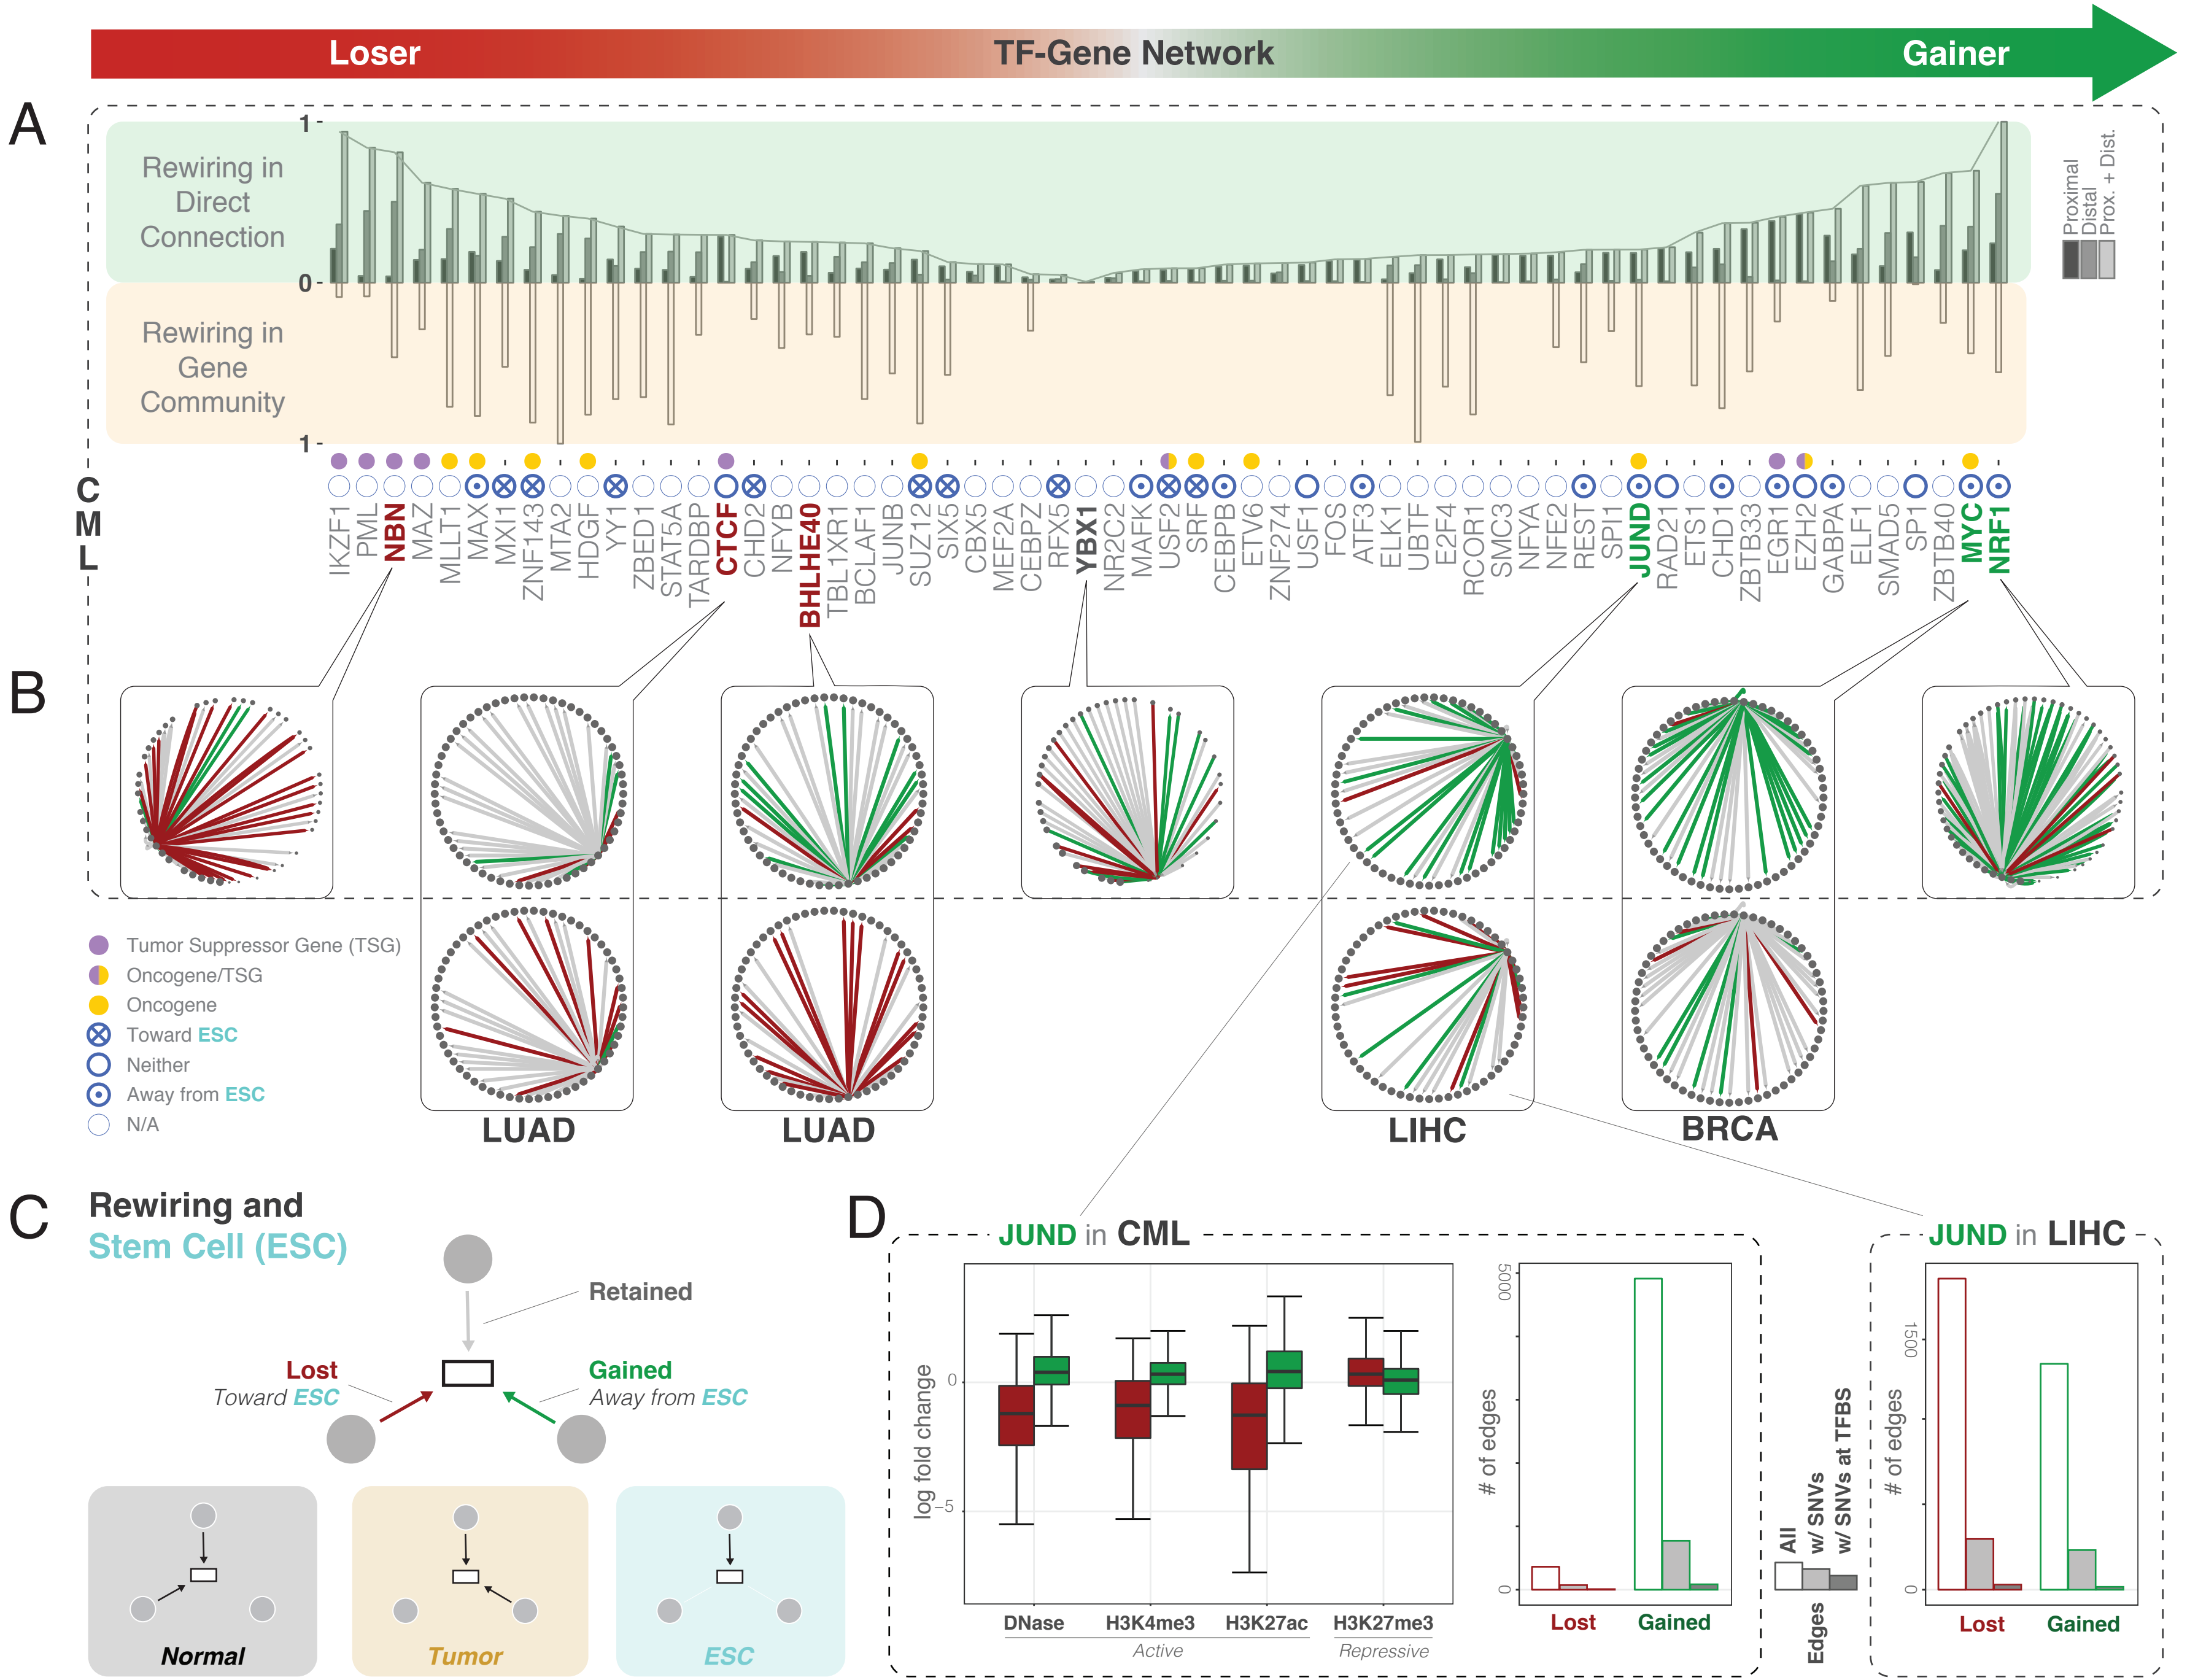 Loser TF-Gene Network Gainer
A
1
Rewiring in
Direct
Connection
0
Rewiring in
Gene
Community
1
Proximal
Distal
Prox. + Dist.
C
M
L
IKZF1
PML
NBN
MAZ
MLLT1
MAX
MXI1
ZNF143
MTA2
HDGF
YY1
ZBED1
STAT5A
TARDBP
CTCF
CHD2
NFYB
BHLHE40
TBL1XR1
BCLAF1
JUNB
SUZ12
SIX5
CBX5
MEF2A
CEBPZ
RFX5
YBX1
NR2C2
MAFK
USF2
SRF
CEBPB
ETV6
ZNF274
USF1
FOS
ATF3
ELK1
UBTF
E2F4
RCOR1
SMC3
NFYA
NFE2
REST
SPI1
JUND
RAD21
ETS1
CHD1
ZBTB33
EGR1
EZH2
GABPA
ELF1
SMAD5
SP1
ZBTB40
MYC
NRF1
B
Tumor Suppressor Gene (TSG)
Oncogene/TSG
Oncogene
Toward ESC
Neither
Away from ESC
N/A
LUAD
LUAD
LIHC
BRCA
C
Rewiring and
Stem Cell (ESC)
Retained
Lost
Toward ESC
Gained
Away from ESC
Normal
Tumor
ESC
D
JUND in CML
log fold change
0
−5
DNase H3K4me3 H3K27ac H3K27me3
Active Repressive
# of edges
5000
0
Lost Gained
All
w/ SNVs
w/ SNVs at TFBS
Edges
JUND in LIHC
# of edges
1500
0
Lost Gained